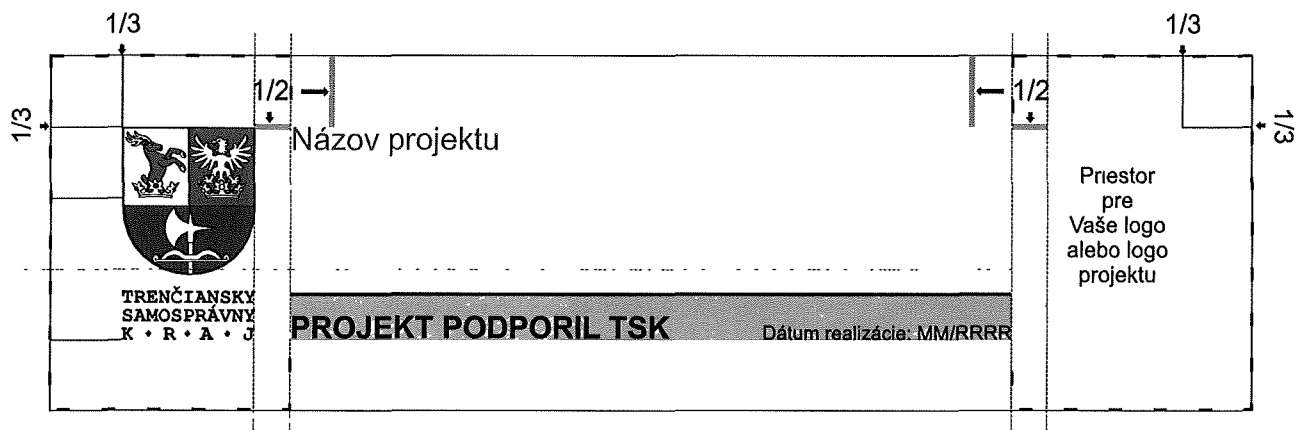 1/3
1/3
1/2
1/2
1/3
1/3
Názov projektu
Priestor
pre
Vaše logo
alebo logo
projektu
TRENČIANSKY
SAMOSPRÁVNY
K • R • A • J
PROJEKT PODPORIL TSK
Dátum realizácie: MM/RRRR